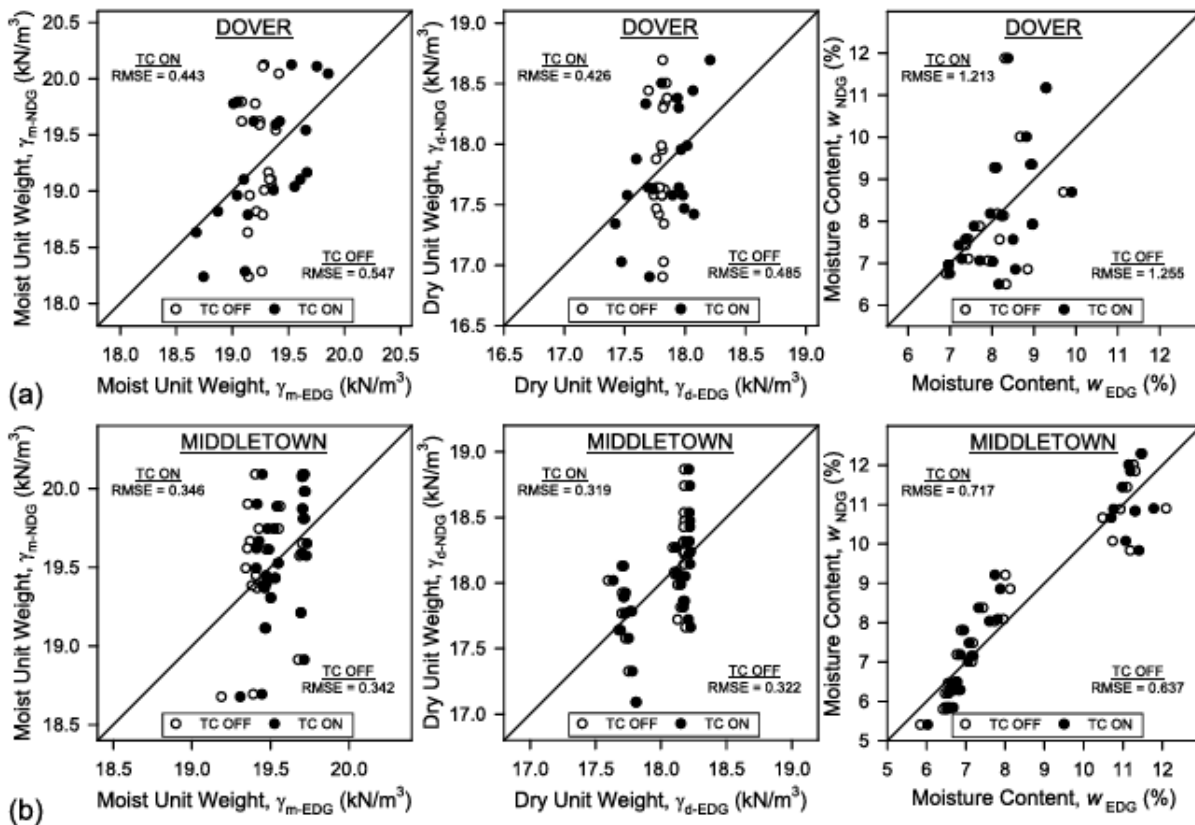 (a)
DOVER
TC ON
RMSE = 0.443
TC OFF
RMSE = 0.547
TC OFF TC ON
20.5
20.0
19.5
19.0
18.5
18.0
18.0 18.5 19.0 19.5 20.0 20.5
Moist Unit Weight, γm-NDG (kN/m³)
Moist Unit Weight, γm-EDG (kN/m³)
DOVER
TC ON
RMSE = 0.426
TC OFF
RMSE = 0.485
TC OFF TC ON
19.0
18.5
18.0
17.5
17.0
16.5
16.5 17.0 17.5 18.0 18.5 19.0
Dry Unit Weight, γd-NDG (kN/m³)
Dry Unit Weight, γd-EDG (kN/m³)
DOVER
TC ON
RMSE = 1.213
TC OFF
RMSE = 1.255
TC OFF TC ON
12
11
10
9
8
7
6
6 7 8 9 10 11 12
Moisture Content, wNDG (%)
Moisture Content, wEDG (%)
(b)
MIDDLETOWN
TC ON
RMSE = 0.346
TC OFF
RMSE = 0.342
TC OFF TC ON
20.0
19.5
19.0
18.5
18.5 19.0 19.5 20.0
Moist Unit Weight, γm-NDG (kN/m³)
Moist Unit Weight, γm-EDG (kN/m³)
MIDDLETOWN
TC ON
RMSE = 0.319
TC OFF
RMSE = 0.322
TC OFF TC ON
19.0
18.5
18.0
17.5
17.0
17.0 17.5 18.0 18.5 19.0
Dry Unit Weight, γd-NDG (kN/m³)
Dry Unit Weight, γd-EDG (kN/m³)
MIDDLETOWN
TC ON
RMSE = 0.717
TC OFF
RMSE = 0.637
TC OFF TC ON
13
12
11
10
9
8
7
6
5
5 6 7 8 9 10 11 12
Moisture Content, wNDG (%)
Moisture Content, wEDG (%)